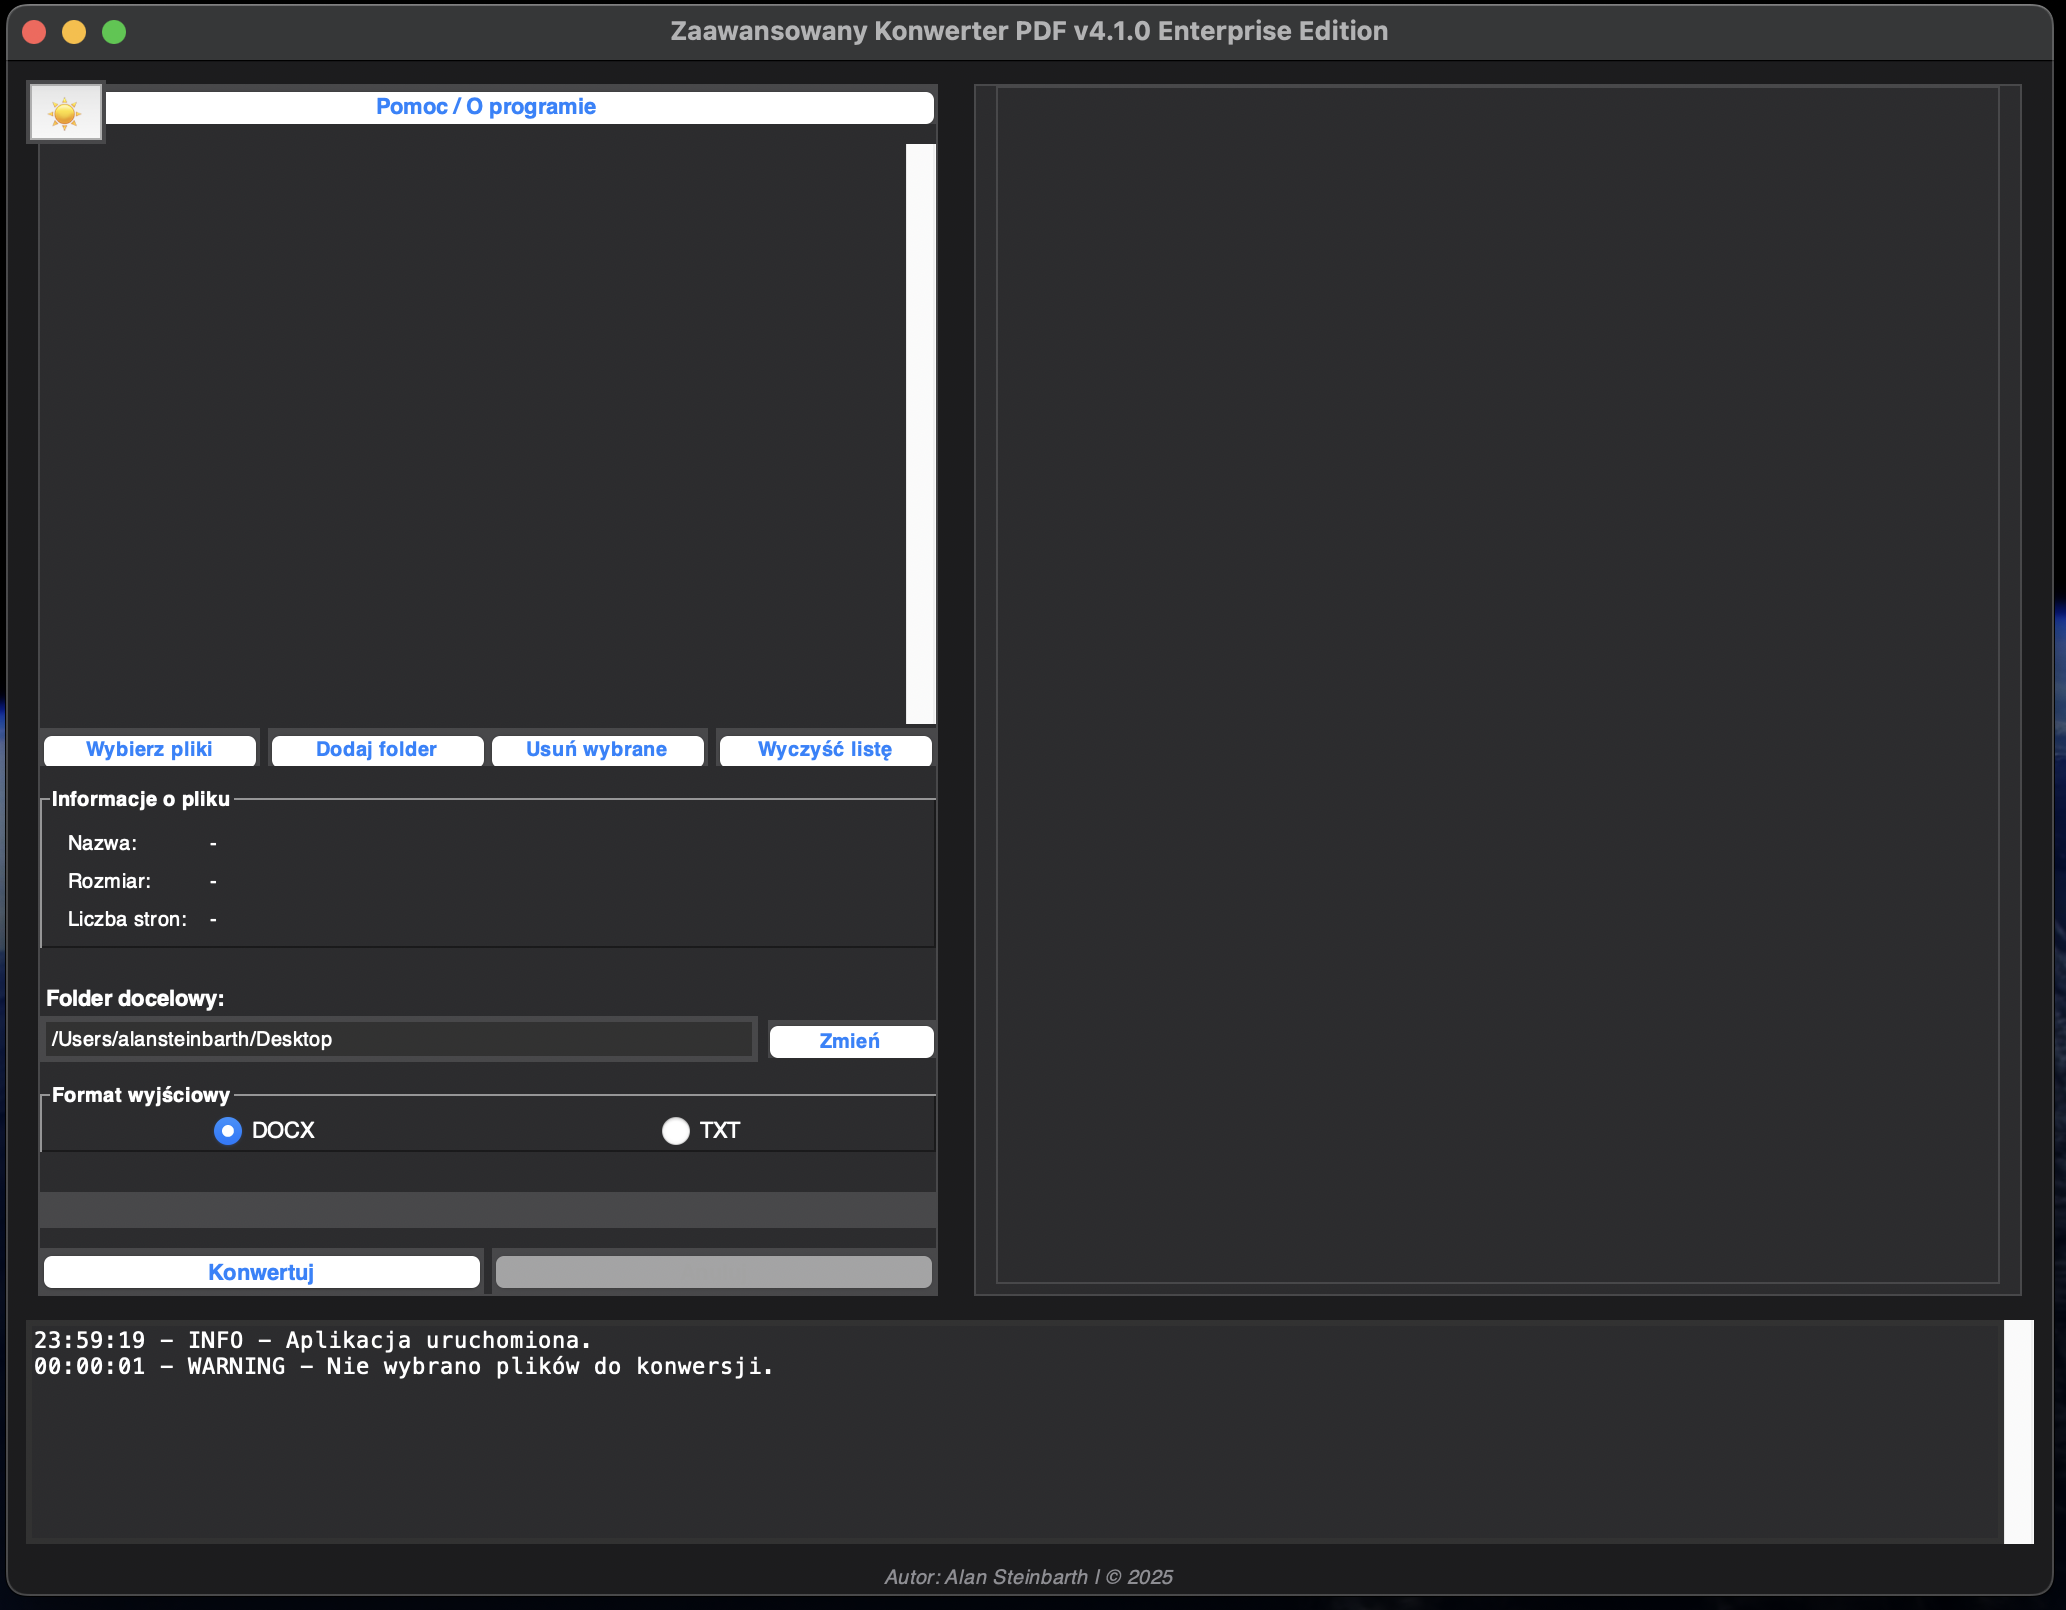 Zaawansowany Konwerter PDF v4.1.0 Enterprise Edition
Pomoc / O programie
Wybierz pliki Dodaj folder Usuń wybrane Wyczyść listę
Informacje o pliku
Nazwa: -
Rozmiar: -
Liczba stron: -
Folder docelowy:
/Users/alansteinbarth/Desktop Zmień
Format wyjściowy
DOCX TXT
Konwertuj
23:59:19 – INFO – Aplikacja uruchomiona.
00:00:01 – WARNING – Nie wybrano plików do konwersji.
Autor: Alan Steinbarth | © 2025